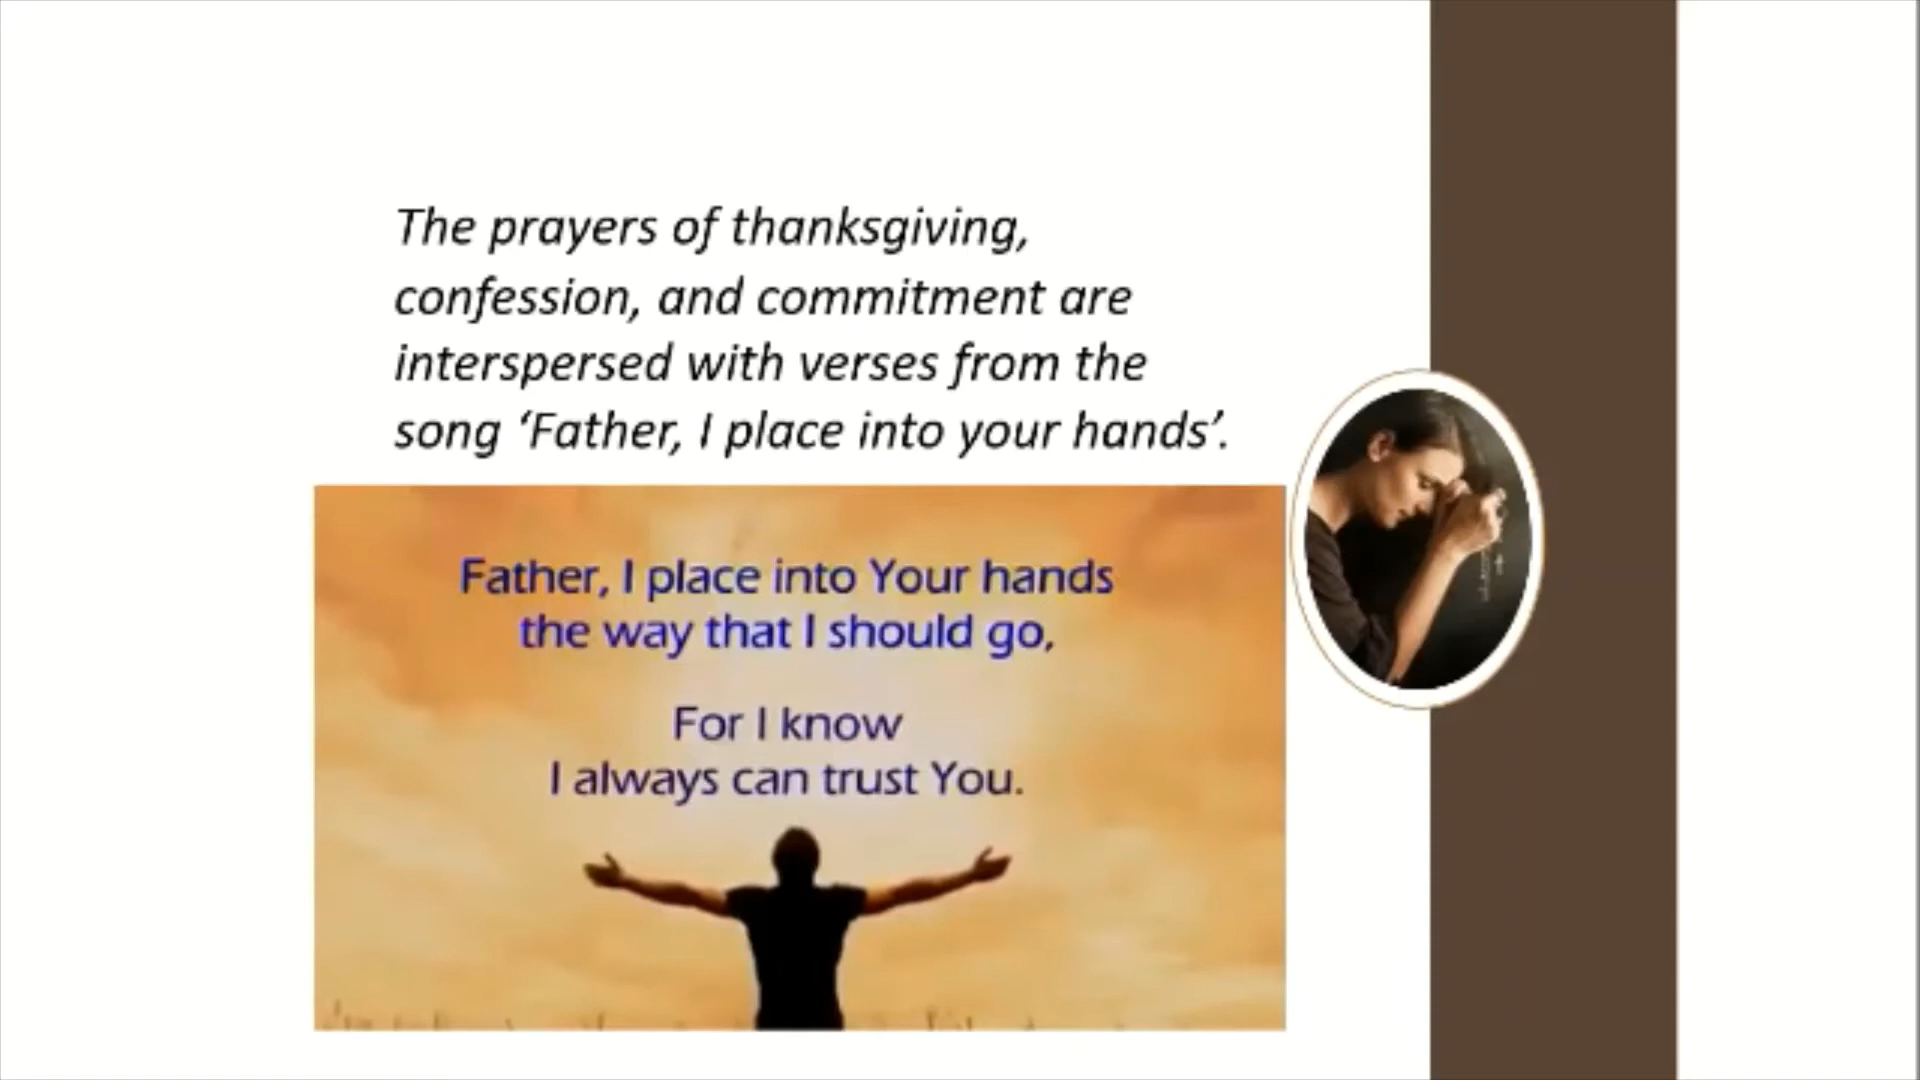 The prayers of thanksgiving,
confession, and commitment are
interspersed with verses from the
song ‘Father, I place into your hands’.
Father, I place into Your hands
the way that I should go,
For I know
I always can trust You.